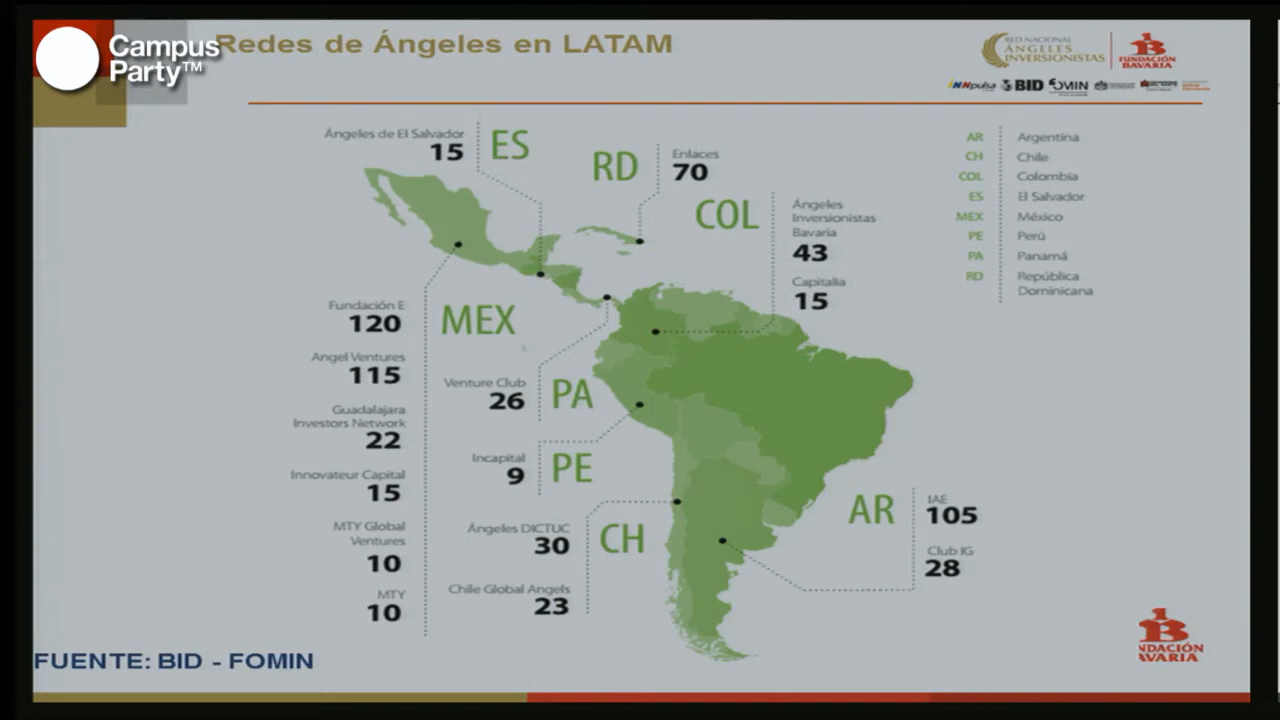 Campus
Party™
Redes de Ángeles en LATAM
RED NACIONAL
ÁNGELES
INVERSIONISTAS
FUNDACIÓN
BAVARIA
iNNpulsa
BID
FOMIN
Ángeles de El Salvador
15
ES
RD
Enlaces
70
COL
Ángeles
Inversionistas
Bavaria
43
Capitalia
15
AR Argentina
CH Chile
COL Colombia
ES El Salvador
MEX México
PE Perú
PA Panamá
RD República
Dominicana
MEX
Fundación E
120
Angel Ventures
115
Guadalajara
Investors Network
22
Innovateur Capital
15
MTY Global
Ventures
10
MTY
10
Venture Club
26
PA
Incapital
9
PE
Ángeles DICTUC
30
CH
Chile Global Angels
23
AR
IAE
105
Club IG
28
FUENTE: BID - FOMIN
NDACIÓN
AVARIA